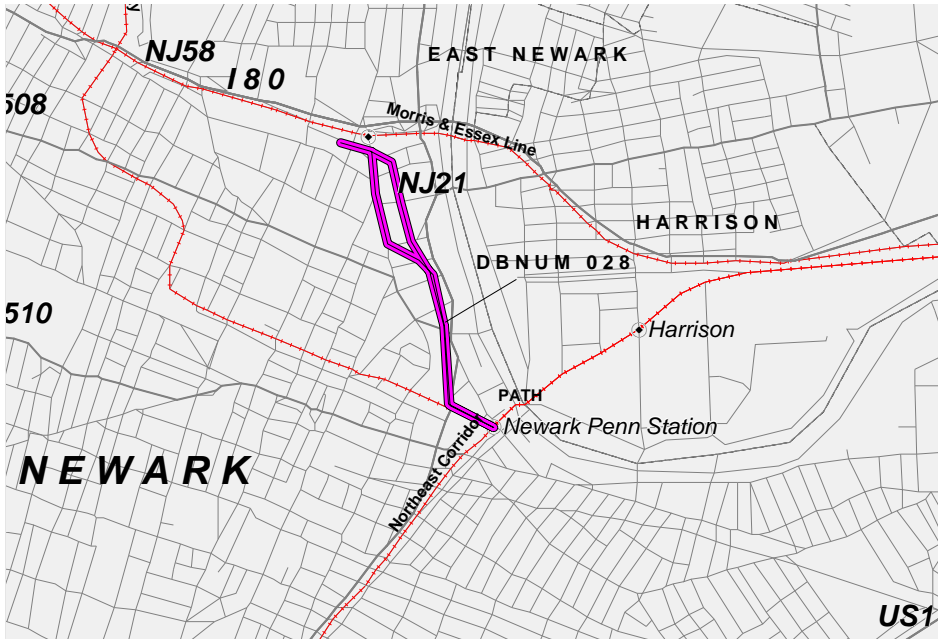 y
NJ58
EAST NEWARK
I80
508
Morris & Essex Line
NJ21
HARRISON
DBNUM 028
510
Harrison
PATH
Newark Penn Station
NEWARK
Northeast Corridor
US1